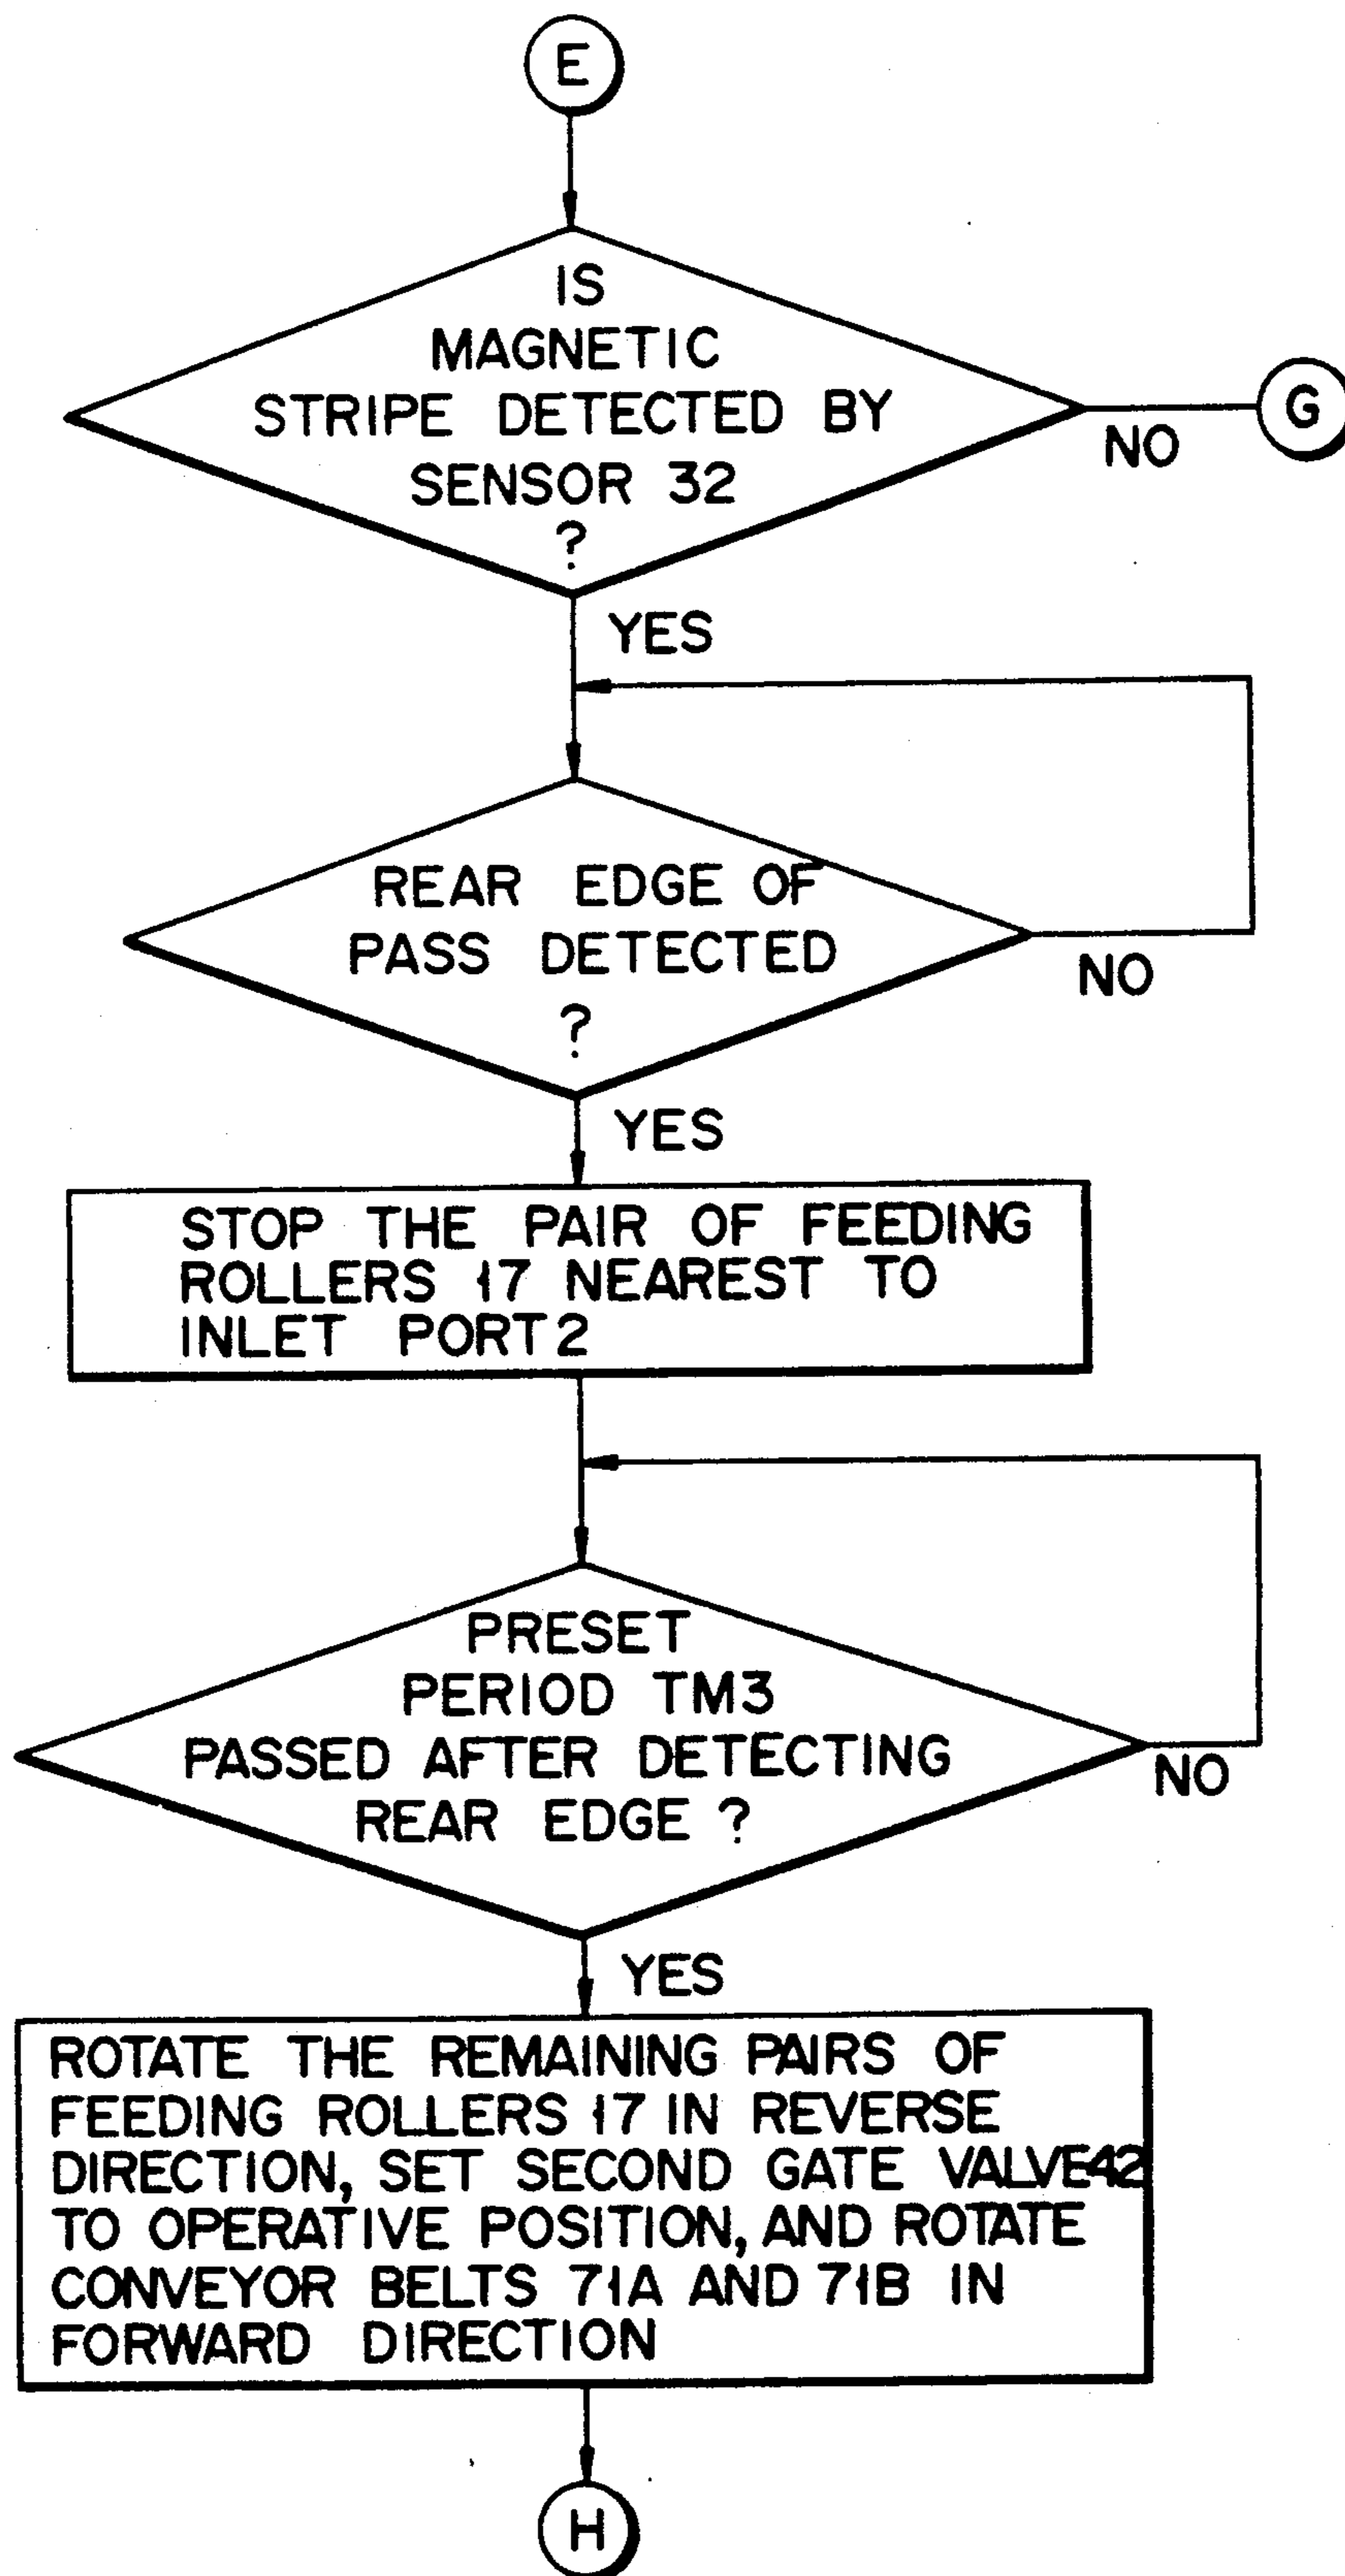 E
IS
MAGNETIC
STRIPE DETECTED BY
SENSOR 32
?
NO
G
YES
REAR EDGE OF
PASS DETECTED
?
NO
YES
STOP THE PAIR OF FEEDING
ROLLERS 17 NEAREST TO
INLET PORT 2
PRESET
PERIOD TM3
PASSED AFTER DETECTING
REAR EDGE ?
NO
YES
ROTATE THE REMAINING PAIRS OF
FEEDING ROLLERS 17 IN REVERSE
DIRECTION, SET SECOND GATE VALVE 42
TO OPERATIVE POSITION, AND ROTATE
CONVEYOR BELTS 71A AND 71B IN
FORWARD DIRECTION
H